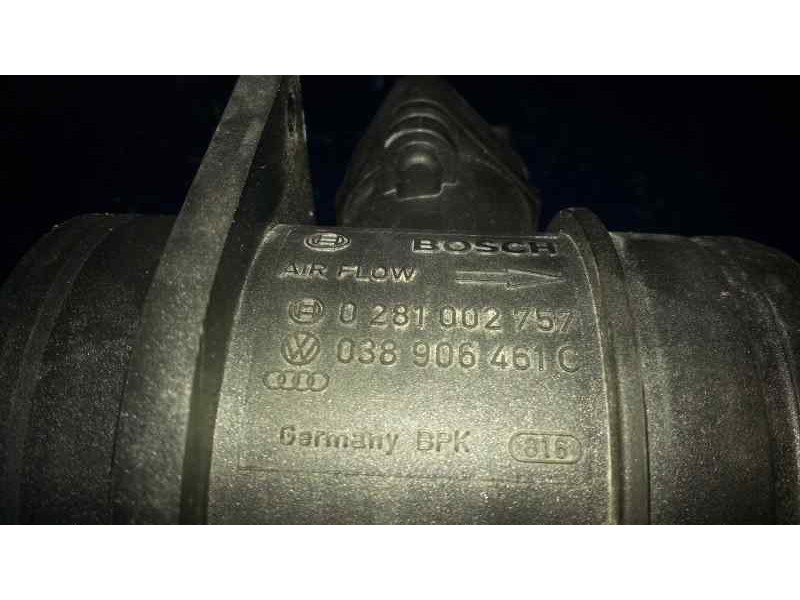 BOSCH
AIR FLOW
0 281 002 757
038 906 461 C
Germany BPK 816